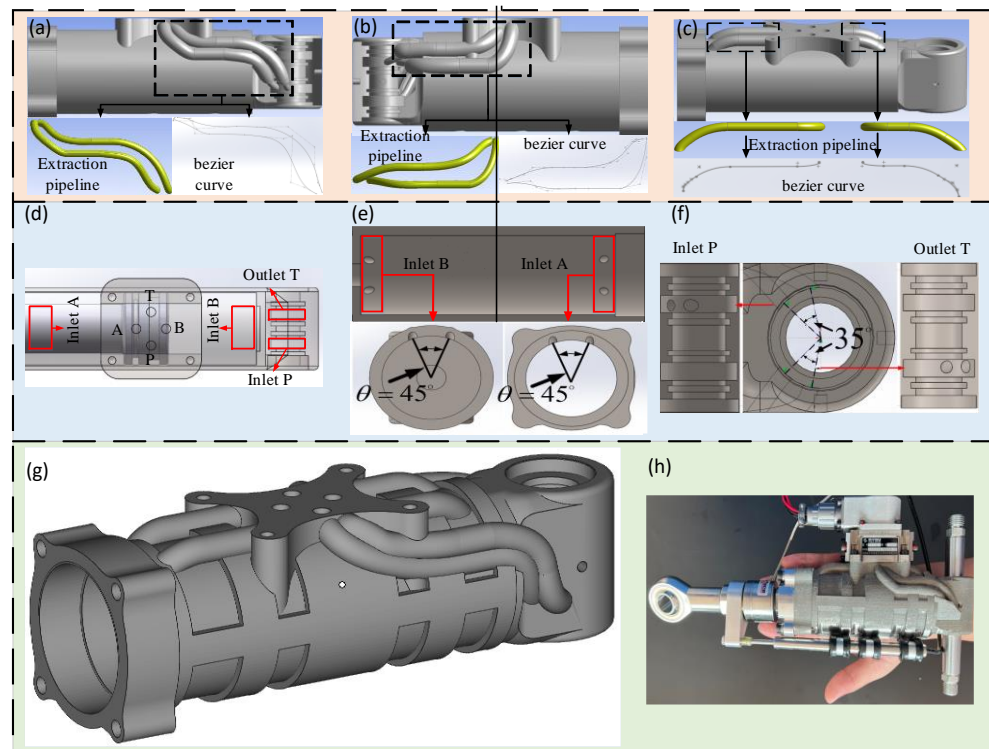 (a)
Extraction
pipeline
bezier
curve
(b)
Extraction
pipeline
bezier curve
(c)
Extraction pipeline
bezier curve
(d)
Outlet T
Inlet A
T
A
B
P
Inlet B
Inlet P
(e)
Inlet B
Inlet A
θ = 45°
θ = 45°
(f)
Inlet P
Outlet T
35°
(g)
(h)